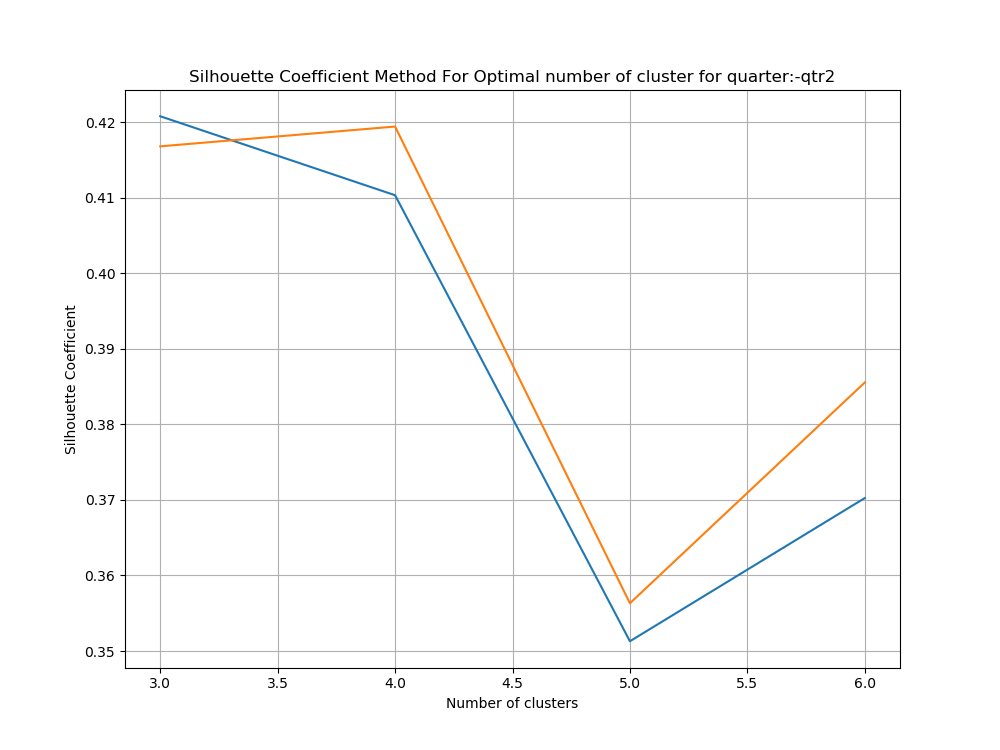 Silhouette Coefficient Method For Optimal number of cluster for quarter:-qtr2
Silhouette Coefficient
0.42
0.41
0.40
0.39
0.38
0.37
0.36
0.35
3.0 3.5 4.0 4.5 5.0 5.5 6.0
Number of clusters